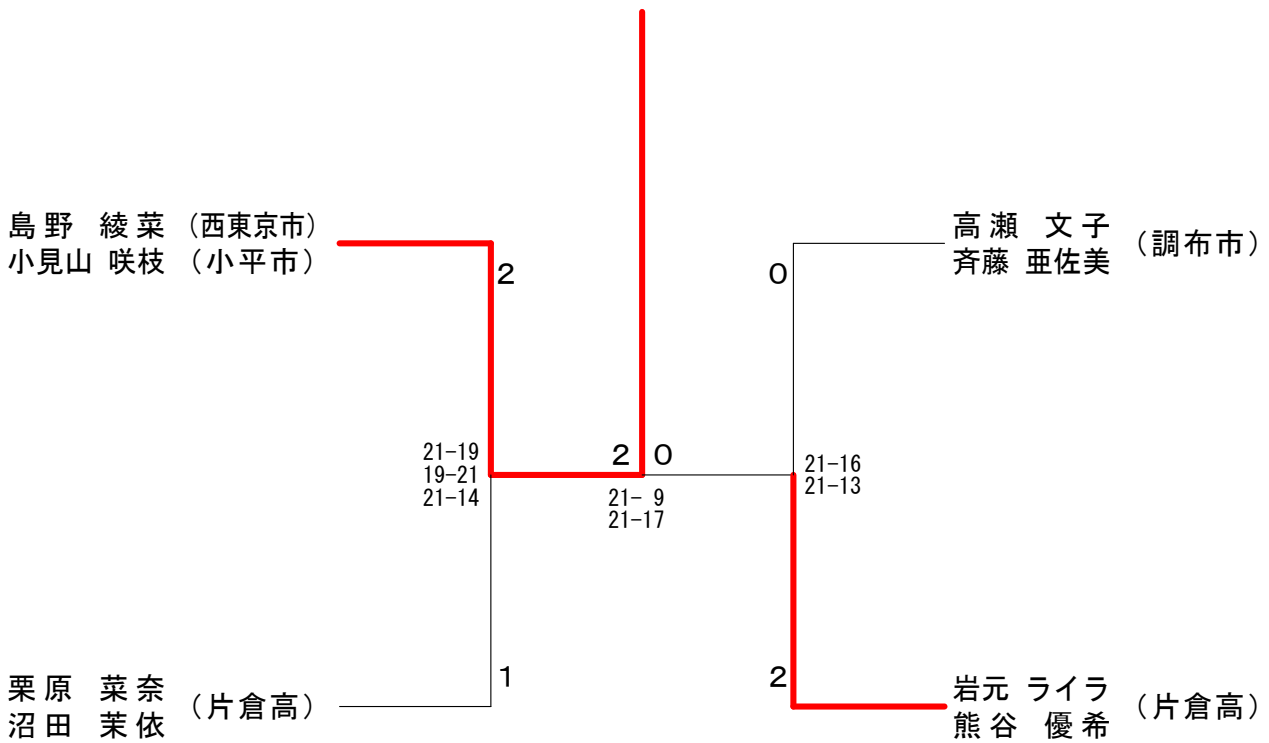 島野 綾菜 (西東京市)
小見山 咲枝 (小平市)
2
高瀬 文子
斉藤 亜佐美
(調布市)
0
21-19
19-21
21-14
2 0
21- 9
21-17
21-16
21-13
栗原 菜奈
沼田 茉依
(片倉高)
1
2
岩元 ライラ
熊谷 優希
(片倉高)